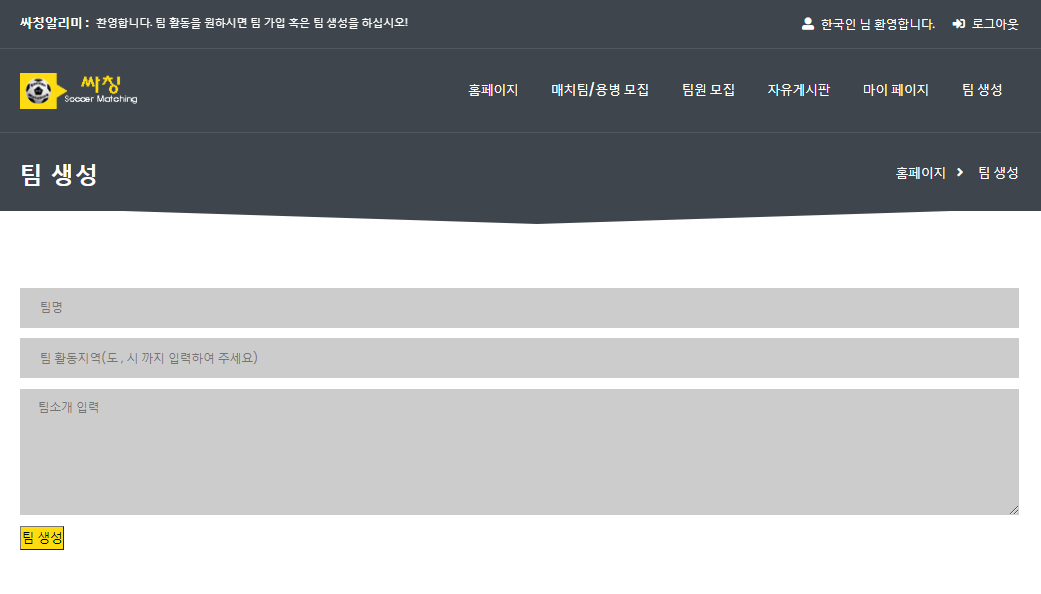 싸칭알리미 : 환영합니다. 팀 활동을 원하시면 팀 가입 혹은 팀 생성을 하십시오!
한국인 님 환영합니다. 로그아웃
싸칭
Soccer Matching
홈페이지 매치팀/용병 모집 팀원 모집 자유게시판 마이 페이지 팀 생성
팀 생성
홈페이지 > 팀 생성
팀명
팀 활동지역(도 , 시 까지 입력하여 주세요)
팀소개 입력
팀 생성